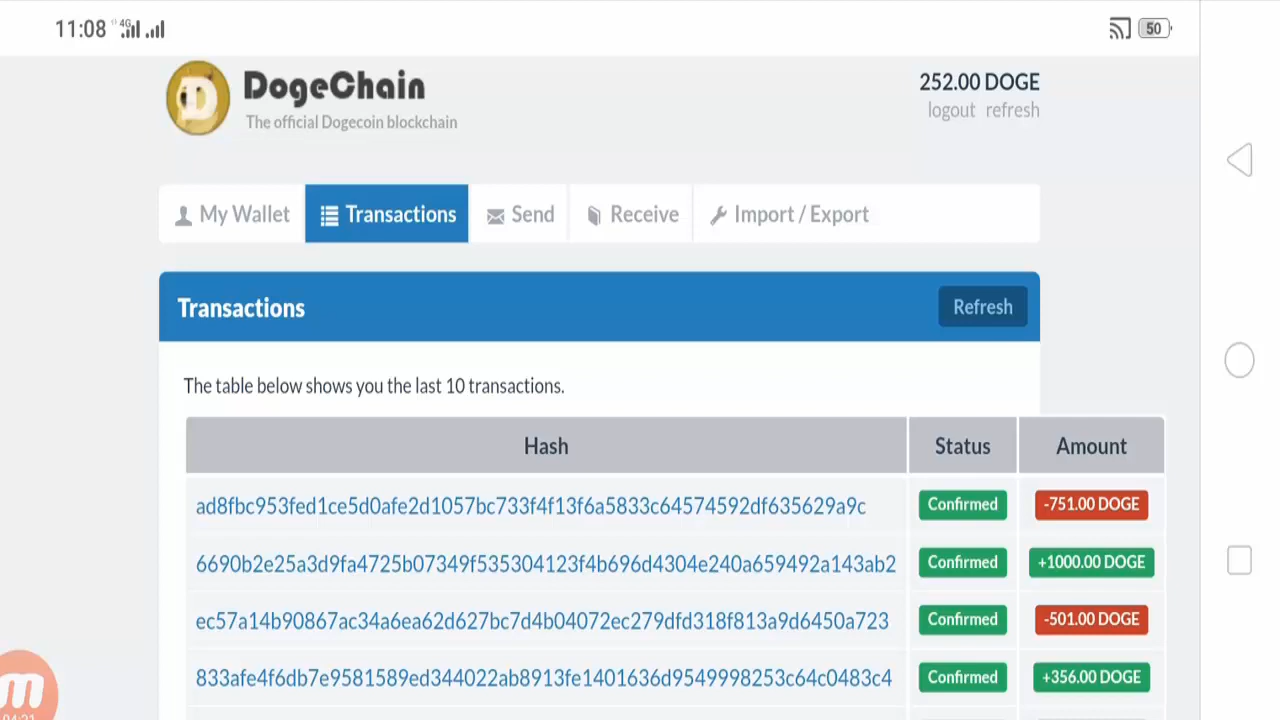 11:08 4G 50
DogeChain
The official Dogecoin blockchain
252.00 DOGE
logout refresh
My Wallet Transactions Send Receive Import / Export
Transactions Refresh
The table below shows you the last 10 transactions.
Hash Status Amount
ad8fbc953fed1ce5d0afe2d1057bc733f4f13f6a5833c64574592df635629a9c Confirmed -751.00 DOGE
6690b2e25a3d9fa4725b07349f535304123f4b696d4304e240a659492a143ab2 Confirmed +1000.00 DOGE
ec57a14b90867ac34a6ea62d627bc7d4b04072ec279dfd318f813a9d6450a723 Confirmed -501.00 DOGE
833afe4f6db7e9581589ed344022ab8913fe1401636d9549998253c64c0483c4 Confirmed +356.00 DOGE